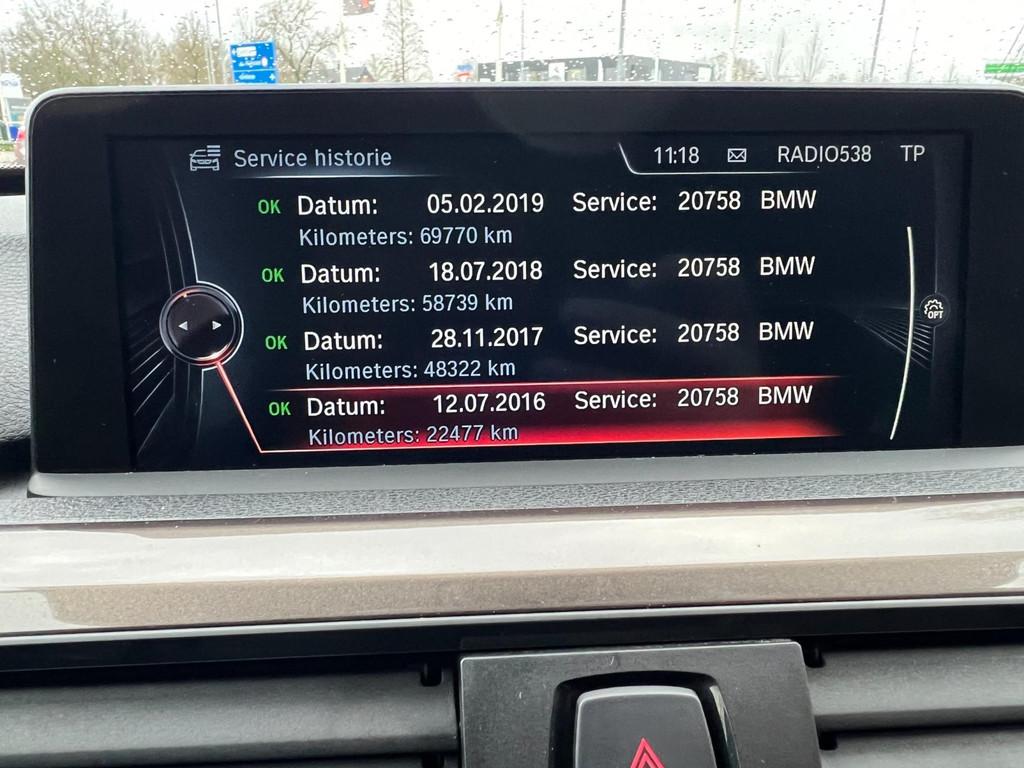 Service historie 11:18 RADIO538 TP
OK Datum: 05.02.2019 Service: 20758 BMW
Kilometers: 69770 km
OK Datum: 18.07.2018 Service: 20758 BMW
Kilometers: 58739 km
OPT
OK Datum: 28.11.2017 Service: 20758 BMW
Kilometers: 48322 km
OK Datum: 12.07.2016 Service: 20758 BMW
Kilometers: 22477 km